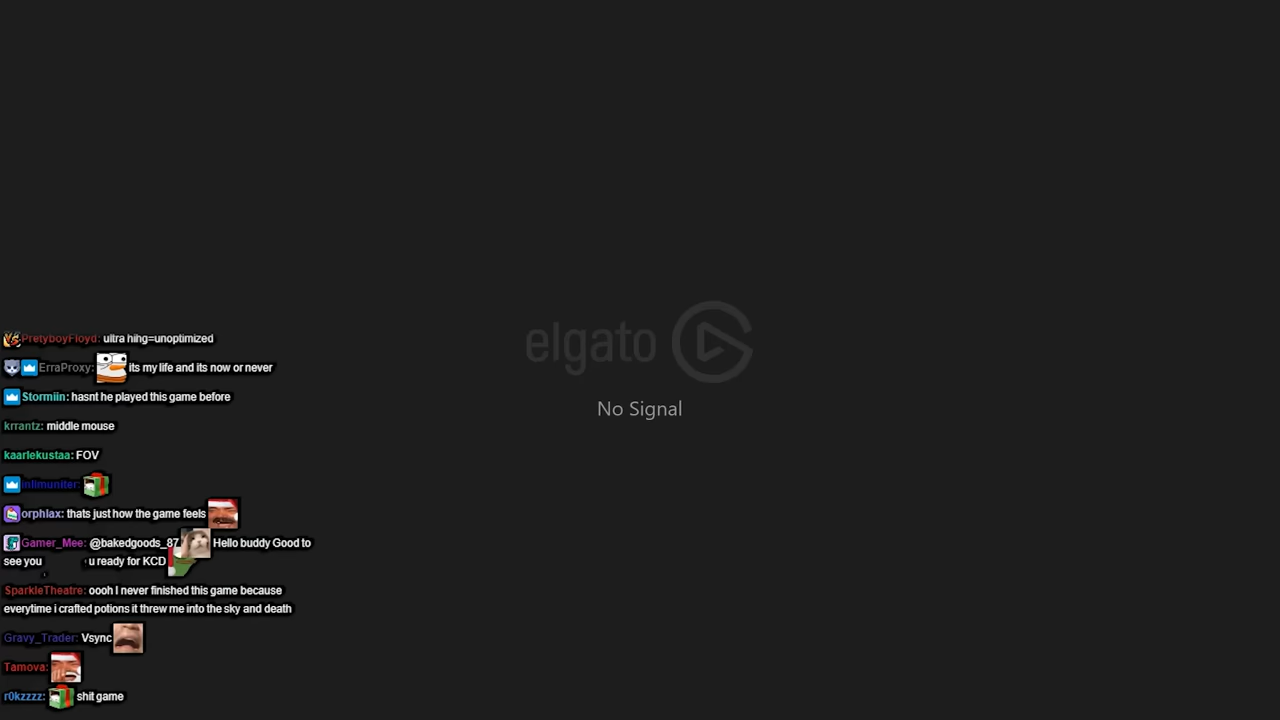 elgato
No Signal
PretyboyFloyd: ultra hihg=unoptimized
ErraProxy: its my life and its now or never
Stormiin: hasnt he played this game before
krrantz: middle mouse
kaarlekustaa: FOV
inllmuniter:
orphlax: thats just how the game feels
Gamer_Mee: @bakedgoods_87 Hello buddy Good to
see you u ready for KCD
SparkleTheatre: oooh I never finished this game because
everytime i crafted potions it threw me into the sky and death
Gravy_Trader: Vsync
Tamova:
r0kzzzz: shit game